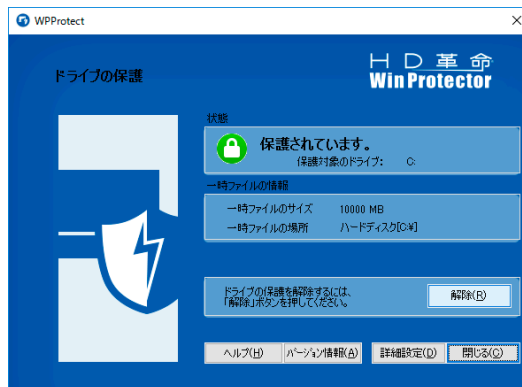 WPProtect
HD革命
WinProtector
ドライブの保護
状態
保護されています。
保護対象のドライブ: C:
一時ファイルの情報
一時ファイルのサイズ 10000 MB
一時ファイルの場所 ハードディスク[C:¥]
ドライブの保護を解除するには、
「解除」ボタンを押してください。
解除(R)
ヘルプ(H) バージョン情報(A) 詳細設定(D) 閉じる(C)